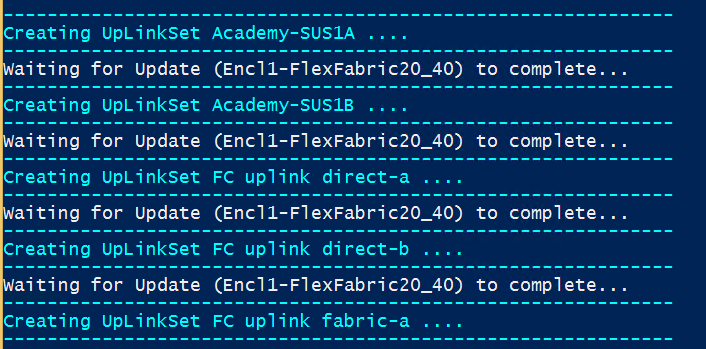 ------------------------------------------------------------
Creating UpLinkSet Academy-SUS1A ....
------------------------------------------------------------
Waiting for Update (Encl1-FlexFabric20_40) to complete...
------------------------------------------------------------
Creating UpLinkSet Academy-SUS1B ....
------------------------------------------------------------
Waiting for Update (Encl1-FlexFabric20_40) to complete...
------------------------------------------------------------
Creating UpLinkSet FC uplink direct-a ....
------------------------------------------------------------
Waiting for Update (Encl1-FlexFabric20_40) to complete...
------------------------------------------------------------
Creating UpLinkSet FC uplink direct-b ....
------------------------------------------------------------
Waiting for Update (Encl1-FlexFabric20_40) to complete...
------------------------------------------------------------
Creating UpLinkSet FC uplink fabric-a ....
------------------------------------------------------------